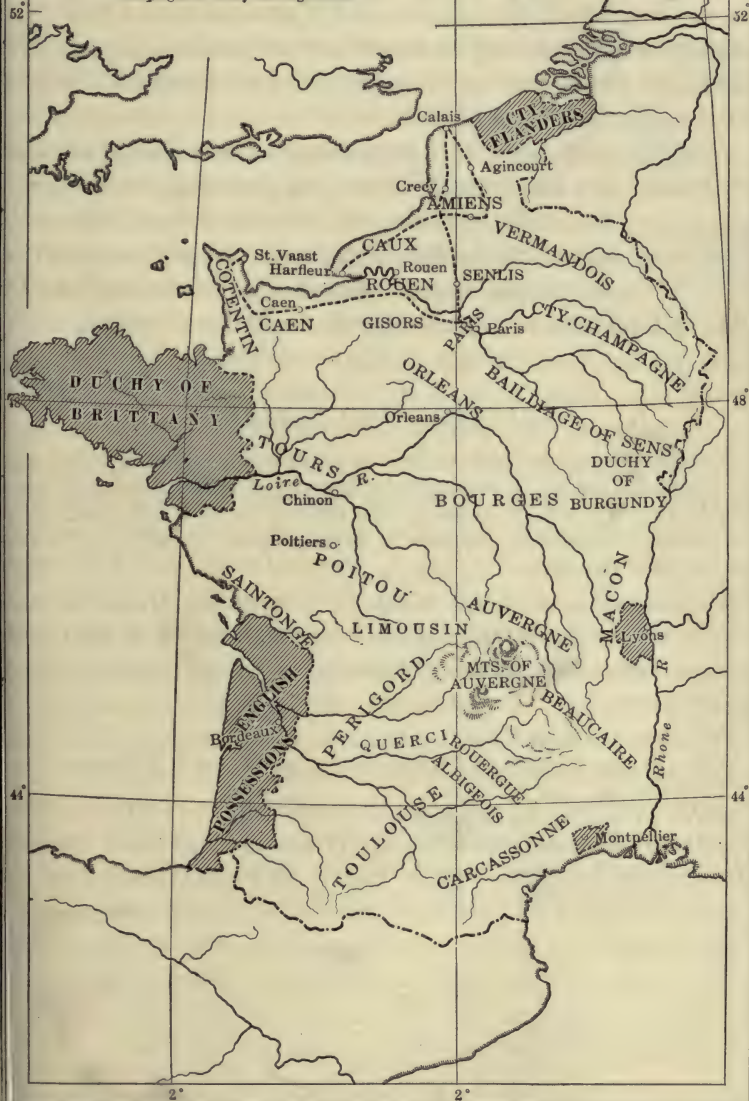 52°
52°
Calais
CTY. FLANDERS
Agincourt
Crecy
AMIENS
VERMANDOIS
CAUX
St. Vaast
Harfleur
Rouen
ROUEN
SENLIS
COTENTIN
Caen
CAEN
GISORS
PARIS
Paris
CTY. CHAMPAGNE
DUCHY OF
BRITTANY
48°
48°
ORLEANS
Orleans
BAILLIAGE OF SENS
DUCHY
OF
BURGUNDY
TOURS
Loire R.
Chinon
BOURGES
Poitiers
POITOU
SAINTONGE
LIMOUSIN
AUVERGNE
MACON
Lyons
MTS. OF
AUVERGNE
ENGLISH
POSSESSIONS
Bordeaux
PERIGORD
QUERCI
ROUERGUE
ALBIGEOIS
BEAUCAIRE
Rhone R
44°
44°
TOULOUSE
CARCASSONNE
Montpellier
2°
2°